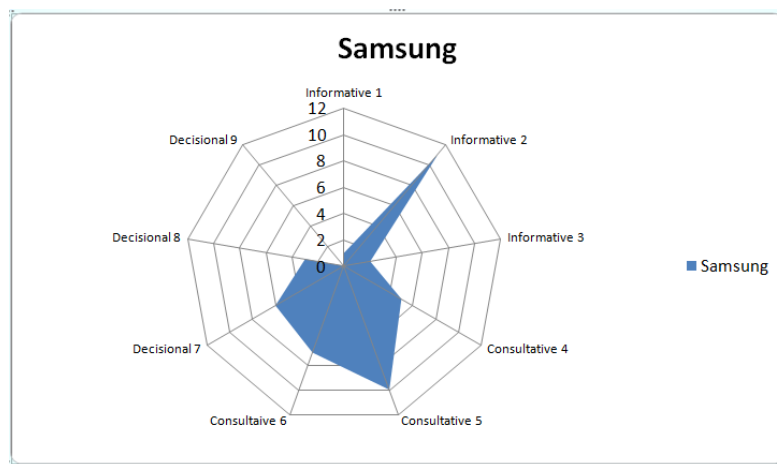 Samsung
Informative 1
12
10
8
6
4
2
0
Informative 2
Informative 3
Consultative 4
Consultative 5
Consultaive 6
Decisional 7
Decisional 8
Decisional 9
Samsung